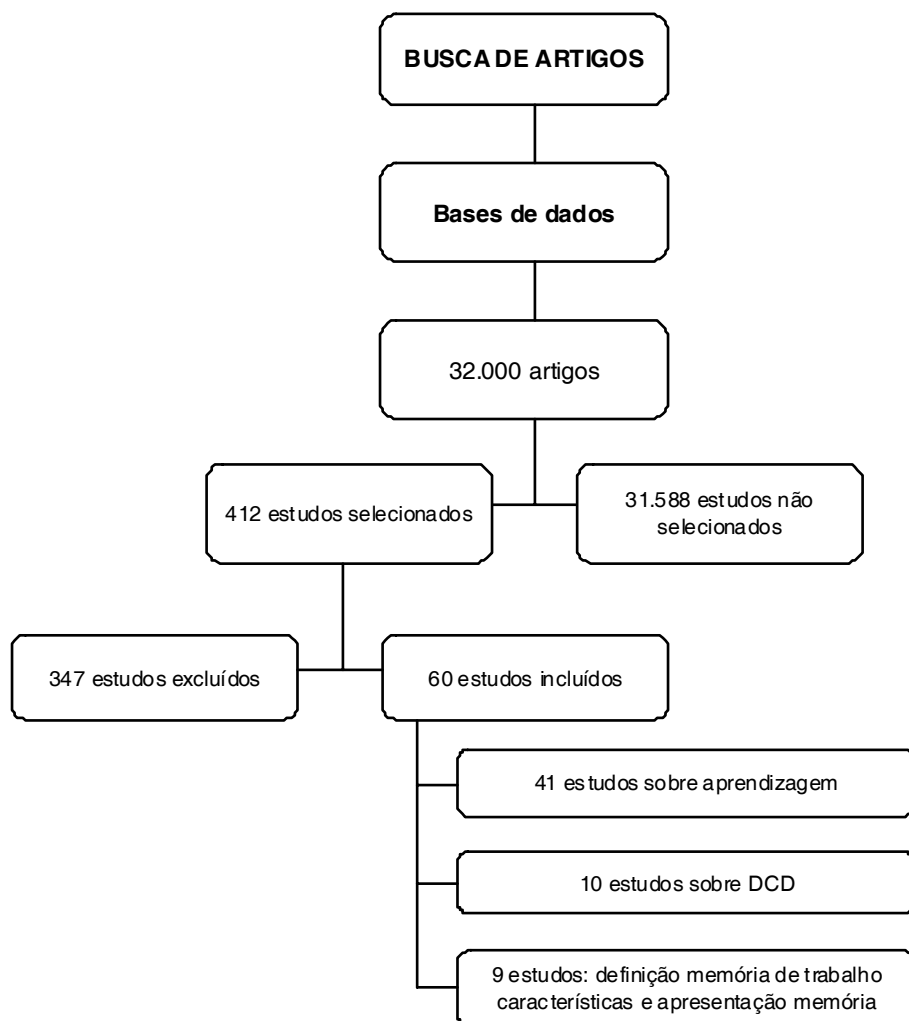 BUSCA DE ARTIGOS
Bases de dados
32.000 artigos
412 estudos selecionados
31.588 estudos não
selecionados
347 estudos excluídos
60 estudos incluídos
41 estudos sobre aprendizagem
10 estudos sobre DCD
9 estudos: definição memória de trabalho
características e apresentação memória